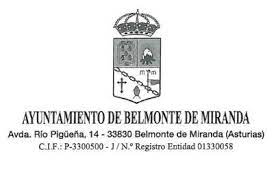 AYUNTAMIENTO DE BELMONTE DE MIRANDA
Avda. Río Pigüeña, 14 - 33830 Belmonte de Miranda (Asturias)
C.I.F.: P-3300500 - J / N.º Registro Entidad 01330058